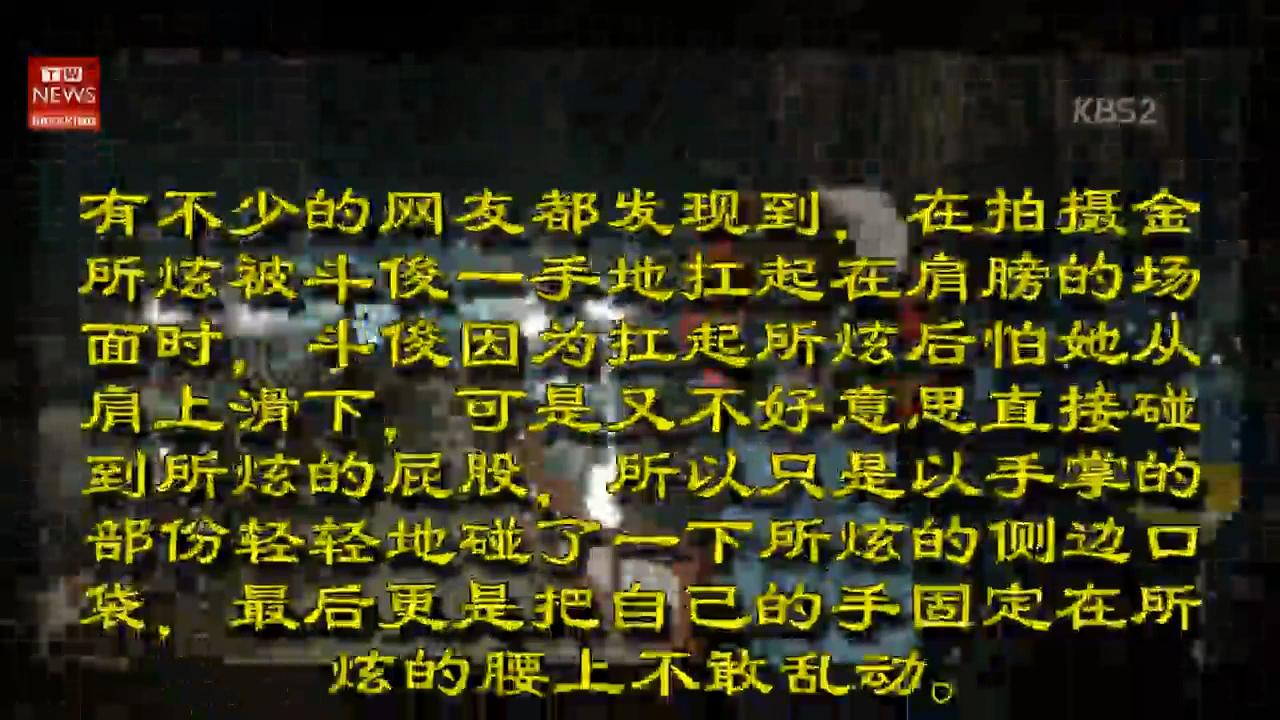 TW
NEWS
KBS2
有不少的网友都发现到，在拍摄金
所炫被斗俊一手地扛起在肩膀的场
面时，斗俊因为扛起所炫后怕她从
肩上滑下，可是又不好意思直接碰
到所炫的屁股，所以只是以手掌的
部份轻轻地碰了一下所炫的侧边口
袋，最后更是把自己的手固定在所
炫的腰上不敢乱动。